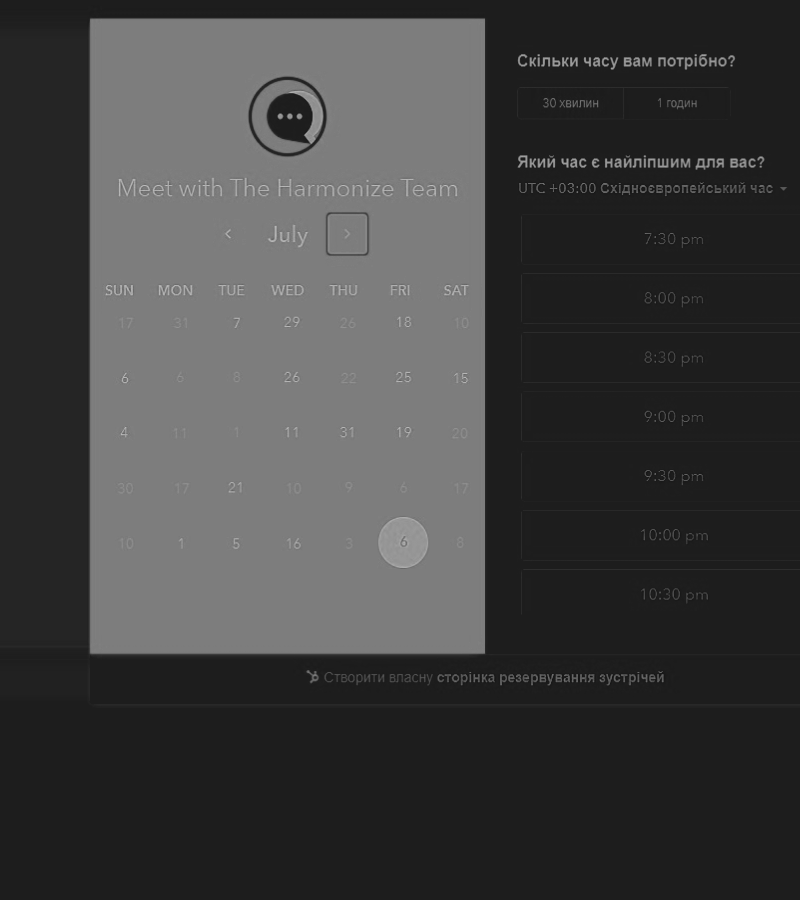 Meet with The Harmonize Team
July
SUN MON TUE WED THU FRI SAT
17 31 7 29 26 18 10
6 6 8 26 22 25 15
4 11 1 11 31 19 20
30 17 21 10 9 6 17
10 1 5 16 3 6 8
Скільки часу вам потрібно?
30 хвилин 1 годин
Який час є найліпшим для вас?
UTC +03:00 Східноєвропейський час
7:30 pm
8:00 pm
8:30 pm
9:00 pm
9:30 pm
10:00 pm
10:30 pm
Створити власну сторінка резервування зустрічей